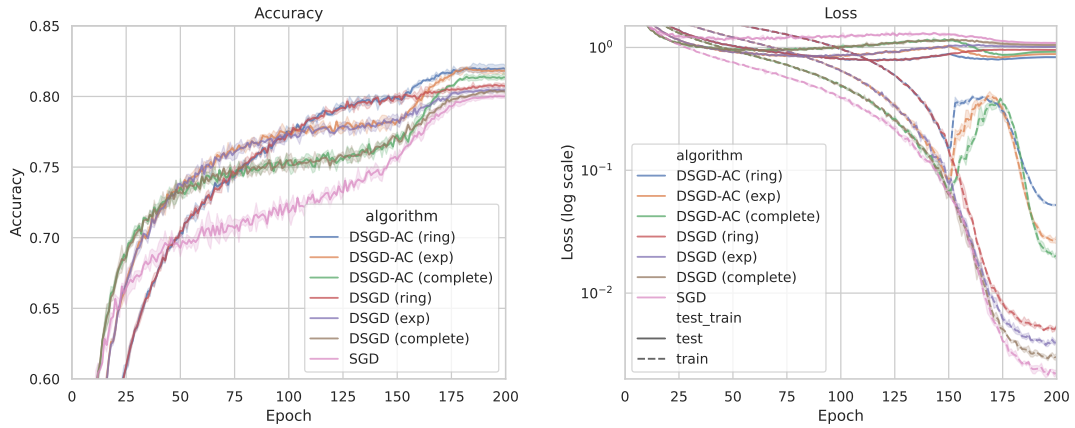 Accuracy
0.85
0.80
0.75
0.70
0.65
0.60
Accuracy
algorithm
DSGD-AC (ring)
DSGD-AC (exp)
DSGD-AC (complete)
DSGD (ring)
DSGD (exp)
DSGD (complete)
SGD
0 25 50 75 100 125 150 175 200
Epoch
Loss
10⁰
10⁻¹
10⁻²
Loss (log scale)
algorithm
DSGD-AC (ring)
DSGD-AC (exp)
DSGD-AC (complete)
DSGD (ring)
DSGD (exp)
DSGD (complete)
SGD
test_train
test
train
0 25 50 75 100 125 150 175 200
Epoch